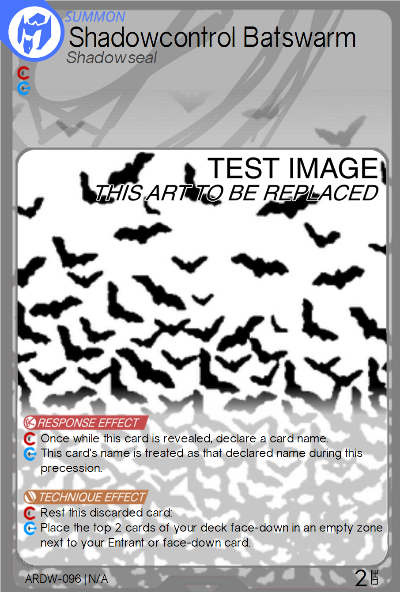 SUMMON
Shadowcontrol Batswarm
Shadowseal
TEST IMAGE
THIS ART TO BE REPLACED
RESPONSE EFFECT
Once while this card is revealed, declare a card name.
This card's name is treated as that declared name during this
precession.
TECHNIQUE EFFECT
Rest this discarded card:
Place the top 2 cards of your deck face-down in an empty zone
next to your Entrant or face-down card.
ARDW-096 | N/A
2